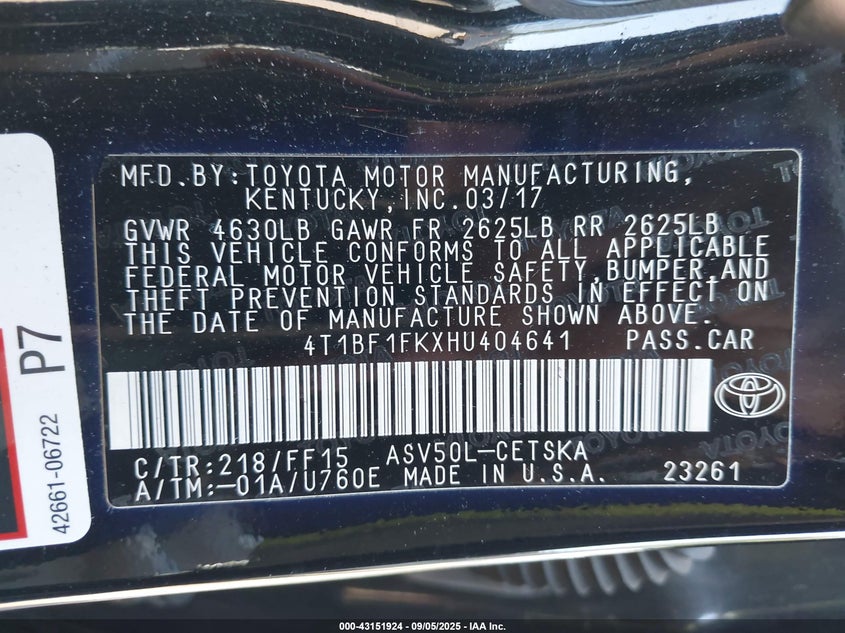 MFD.BY:TOYOTA MOTOR MANUFACTURING,
KENTUCKY,INC.03/17
GVWR 4630LB GAWR FR 2625LB RR 2625LB
THIS VEHICLE CONFORMS TO ALL APPLICABLE
FEDERAL MOTOR VEHICLE SAFETY,BUMPER,AND
THEFT PREVENTION STANDARDS IN EFFECT ON
THE DATE OF MANUFACTURE SHOWN ABOVE.
4T1BF1FKXHU404641 PASS.CAR
C/TR:218/FF15 ASV50L-CETSKA
A/TM:-01A/U760E MADE IN U.S.A. 23261
P7
42661-06722
000-43151924 - 09/05/2025 - IAA Inc.